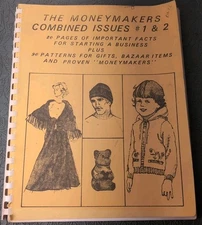 THE MONEYMAKERS
COMBINED ISSUES #1 & 2
PAGES OF IMPORTANT FACTS
FOR STARTING A BUSINESS
PLUS
PATTERNS FOR GIFTS, BAZAAR ITEMS
AND PROVEN "MONEYMAKERS"